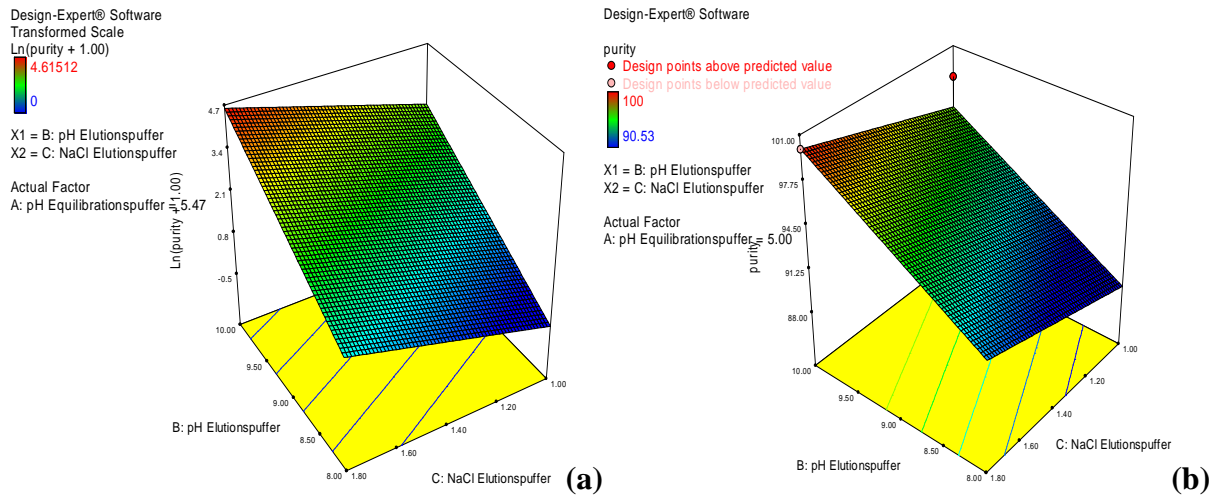 Design-Expert® Software
Transformed Scale
Ln(purity + 1.00)
4.61512
0
X1 = B: pH Elutionspuffer
X2 = C: NaCl Elutionspuffer
Actual Factor
A: pH Equilibrationspuffer = 5.47
4.7
3.4
2.1
0.8
-0.5
Ln(purity + 1.00)
10.00
9.50
9.00
8.50
8.00
1.80
1.60
1.40
1.20
1.00
B: pH Elutionspuffer
C: NaCl Elutionspuffer
(a)
Design-Expert® Software
purity
Design points above predicted value
Design points below predicted value
100
90.53
X1 = B: pH Elutionspuffer
X2 = C: NaCl Elutionspuffer
Actual Factor
A: pH Equilibrationspuffer = 5.00
101.00
97.75
94.50
91.25
88.00
purity
10.00
9.50
9.00
8.50
8.00
1.80
1.60
1.40
1.20
1.00
B: pH Elutionspuffer
C: NaCl Elutionspuffer
(b)